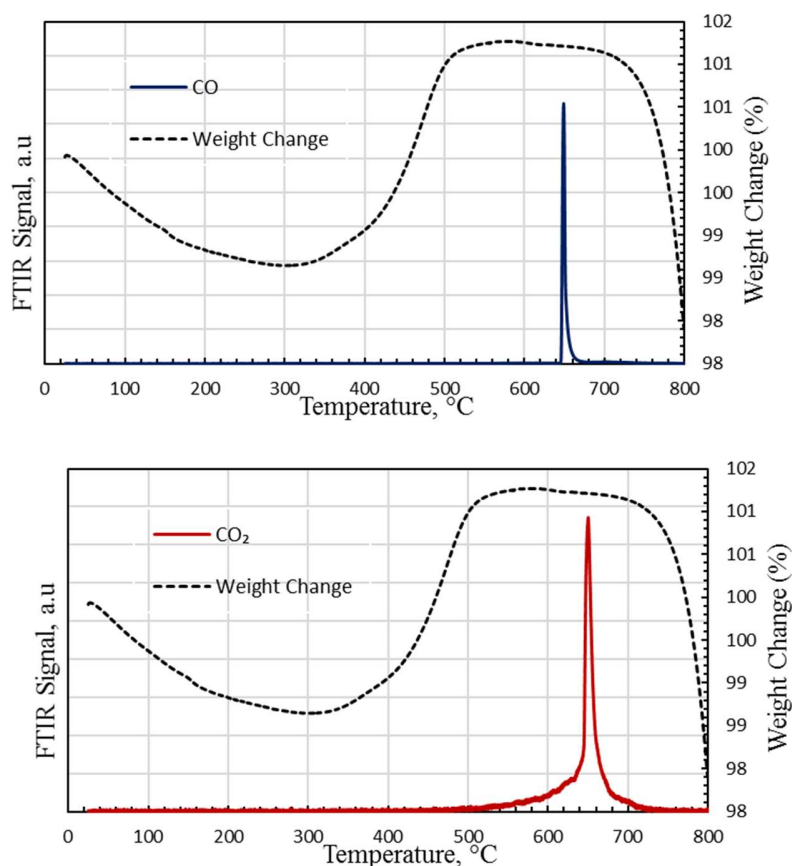 FTIR Signal, a.u
CO
Weight Change
102
101
101
100
100
99
99
98
98
Weight Change (%)
0 100 200 300 400 500 600 700 800
Temperature, °C
FTIR Signal, a.u
CO₂
Weight Change
102
101
101
100
100
99
99
98
98
Weight Change (%)
0 100 200 300 400 500 600 700 800
Temperature, °C